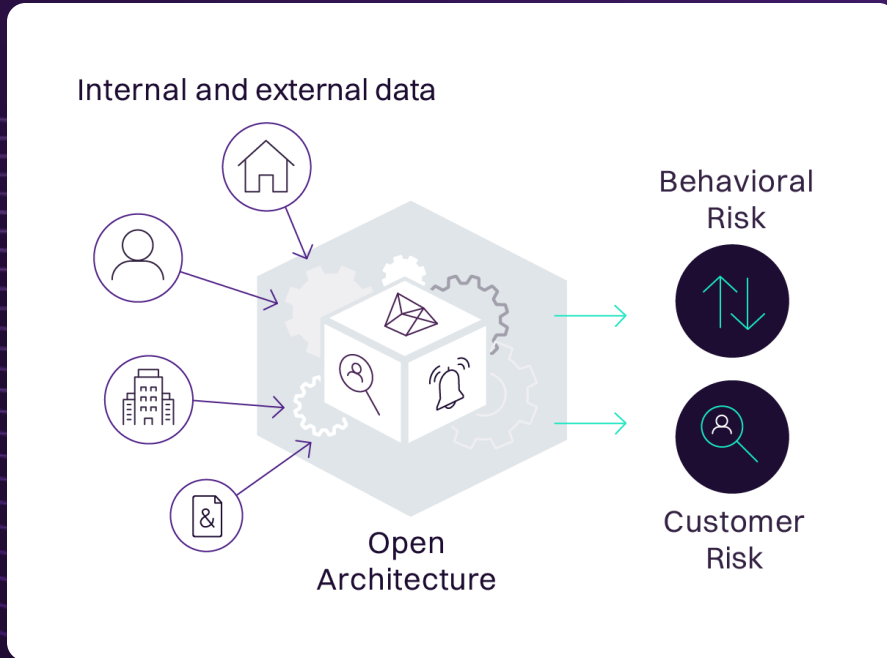 Internal and external data
Behavioral
Risk
&
Open
Architecture
Customer
Risk